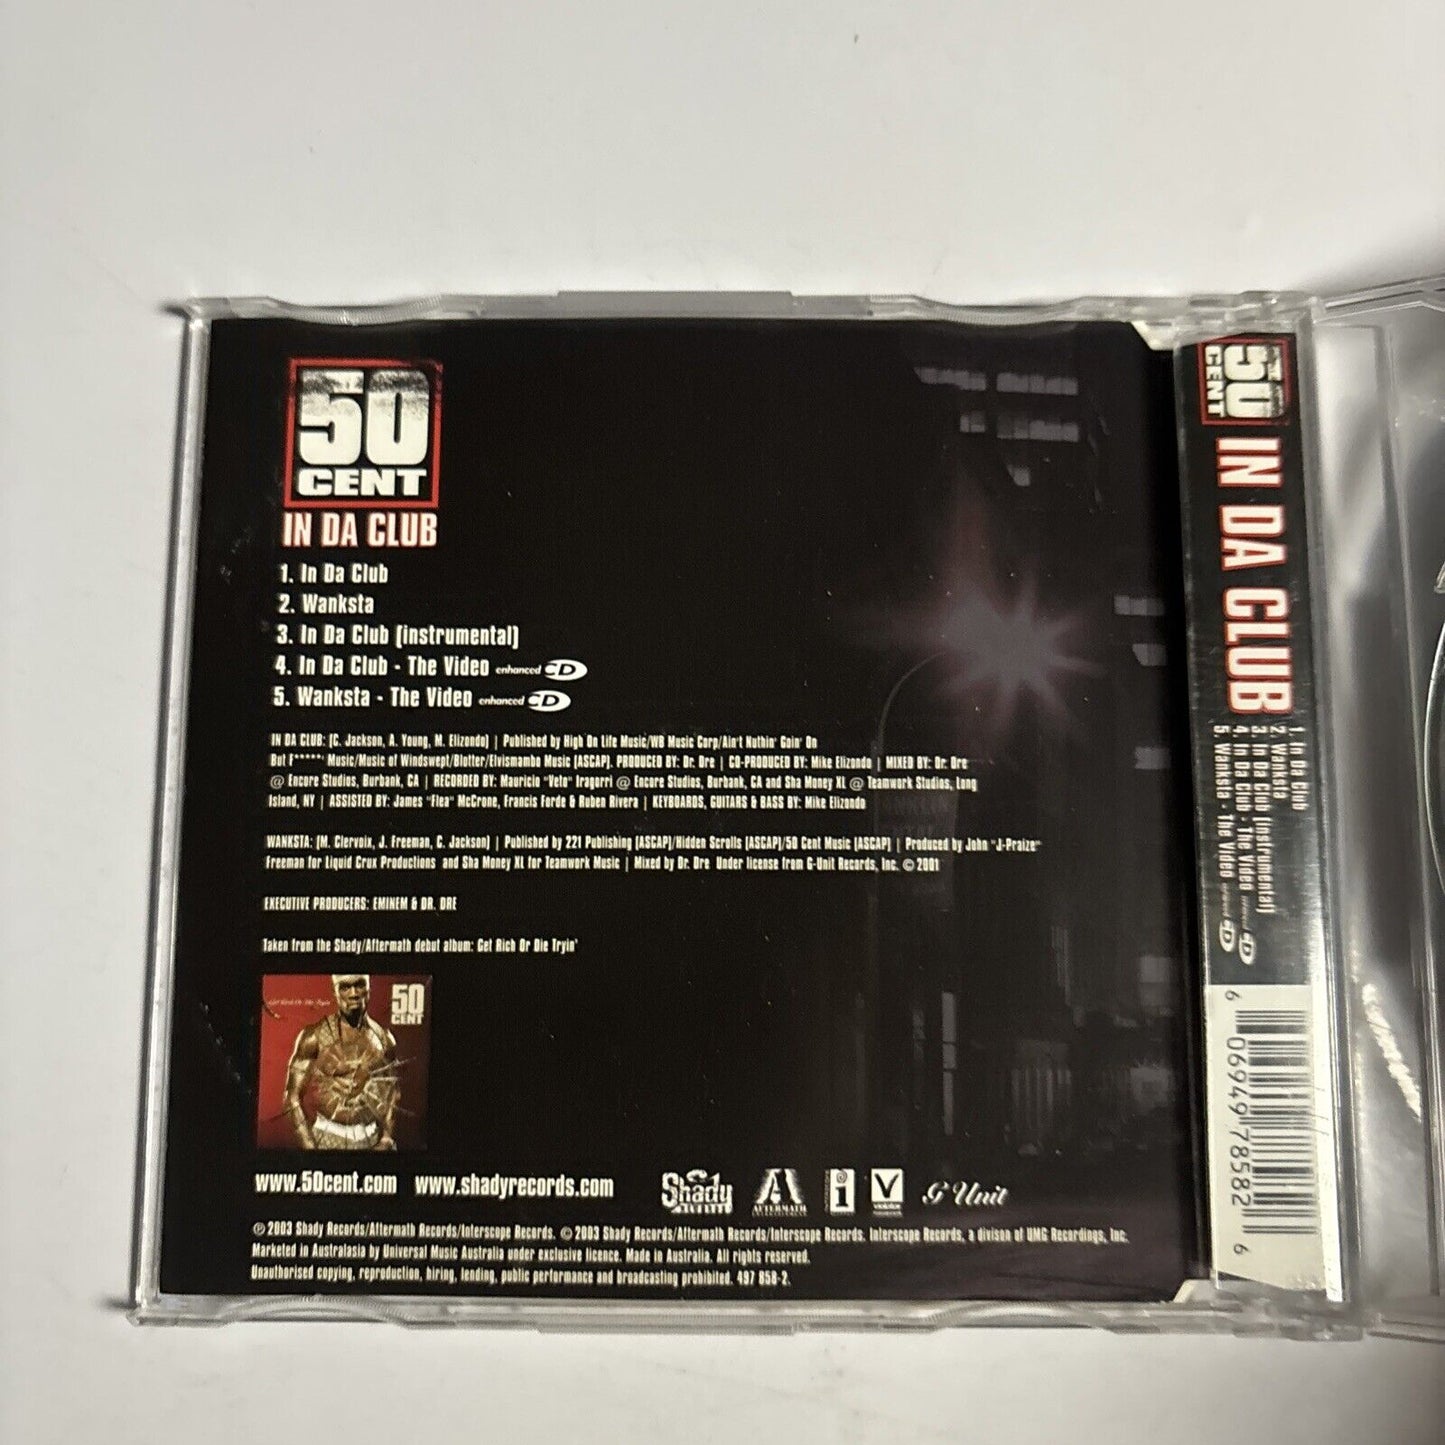 50
CENT
IN DA CLUB
1. In Da Club
2. Wanksta
3. In Da Club (instrumental)
4. In Da Club - The Video enhanced CD
5. Wanksta - The Video enhanced CD
IN DA CLUB: (C. Jackson, A. Young, M. Elizondo) | Published by High On Life Music/WB Music Corp/Ain't Nuthin' Goin' On
But F*****: Music/Music of Windswept/Blotter/Elvismambo Music (ASCAP). PRODUCED BY: Dr. Dre | CO-PRODUCED BY: Mike Elizondo | MIXED BY: Dr. Dre
@ Encore Studios, Burbank, CA | RECORDED BY: Mauricio "Veto" Iragorri @ Encore Studios, Burbank, CA and Sha Money XL @ Teamwork Studios, Long
Island, NY | ASSISTED BY: James "Flea" McCrone, Francis Forde & Ruben Rivera | KEYBOARDS, GUITARS & BASS BY: Mike Elizondo
WANKSTA: (M. Clervoix, J. Freeman, C. Jackson) | Published by 221 Publishing (ASCAP)/Hidden Scrolls (ASCAP)/50 Cent Music (ASCAP) | Produced by John "J-Praize"
Freeman for Liquid Crux Productions and Sha Money XL for Teamwork Music | Mixed by Dr. Dre Under license from G-Unit Records, Inc. © 2001
EXECUTIVE PRODUCERS: EMINEM & DR. DRE
Taken from the Shady/Aftermath debut album: Get Rich Or Die Tryin'
Get Rich Or Die Tryin'
50
CENT
www.50cent.com www.shadyrecords.com
Shady
RECORDS
AFTERMATH
ENTERTAINMENT
i
V
violator
G Unit
℗ 2003 Shady Records/Aftermath Records/Interscope Records. © 2003 Shady Records/Aftermath Records/Interscope Records. Interscope Records, a divison of UMG Recordings, Inc.
Marketed in Australasia by Universal Music Australia under exclusive licence. Made in Australia. All rights reserved.
Unauthorised copying, reproduction, hiring, lending, public performance and broadcasting prohibited. 497 858-2.
50
CENT
IN DA CLUB
1. In Da Club
2. Wanksta
3. In Da Club (instrumental)
4. In Da Club - The Video enhanced CD
5. Wanksta - The Video enhanced CD
6 06949 78582 6